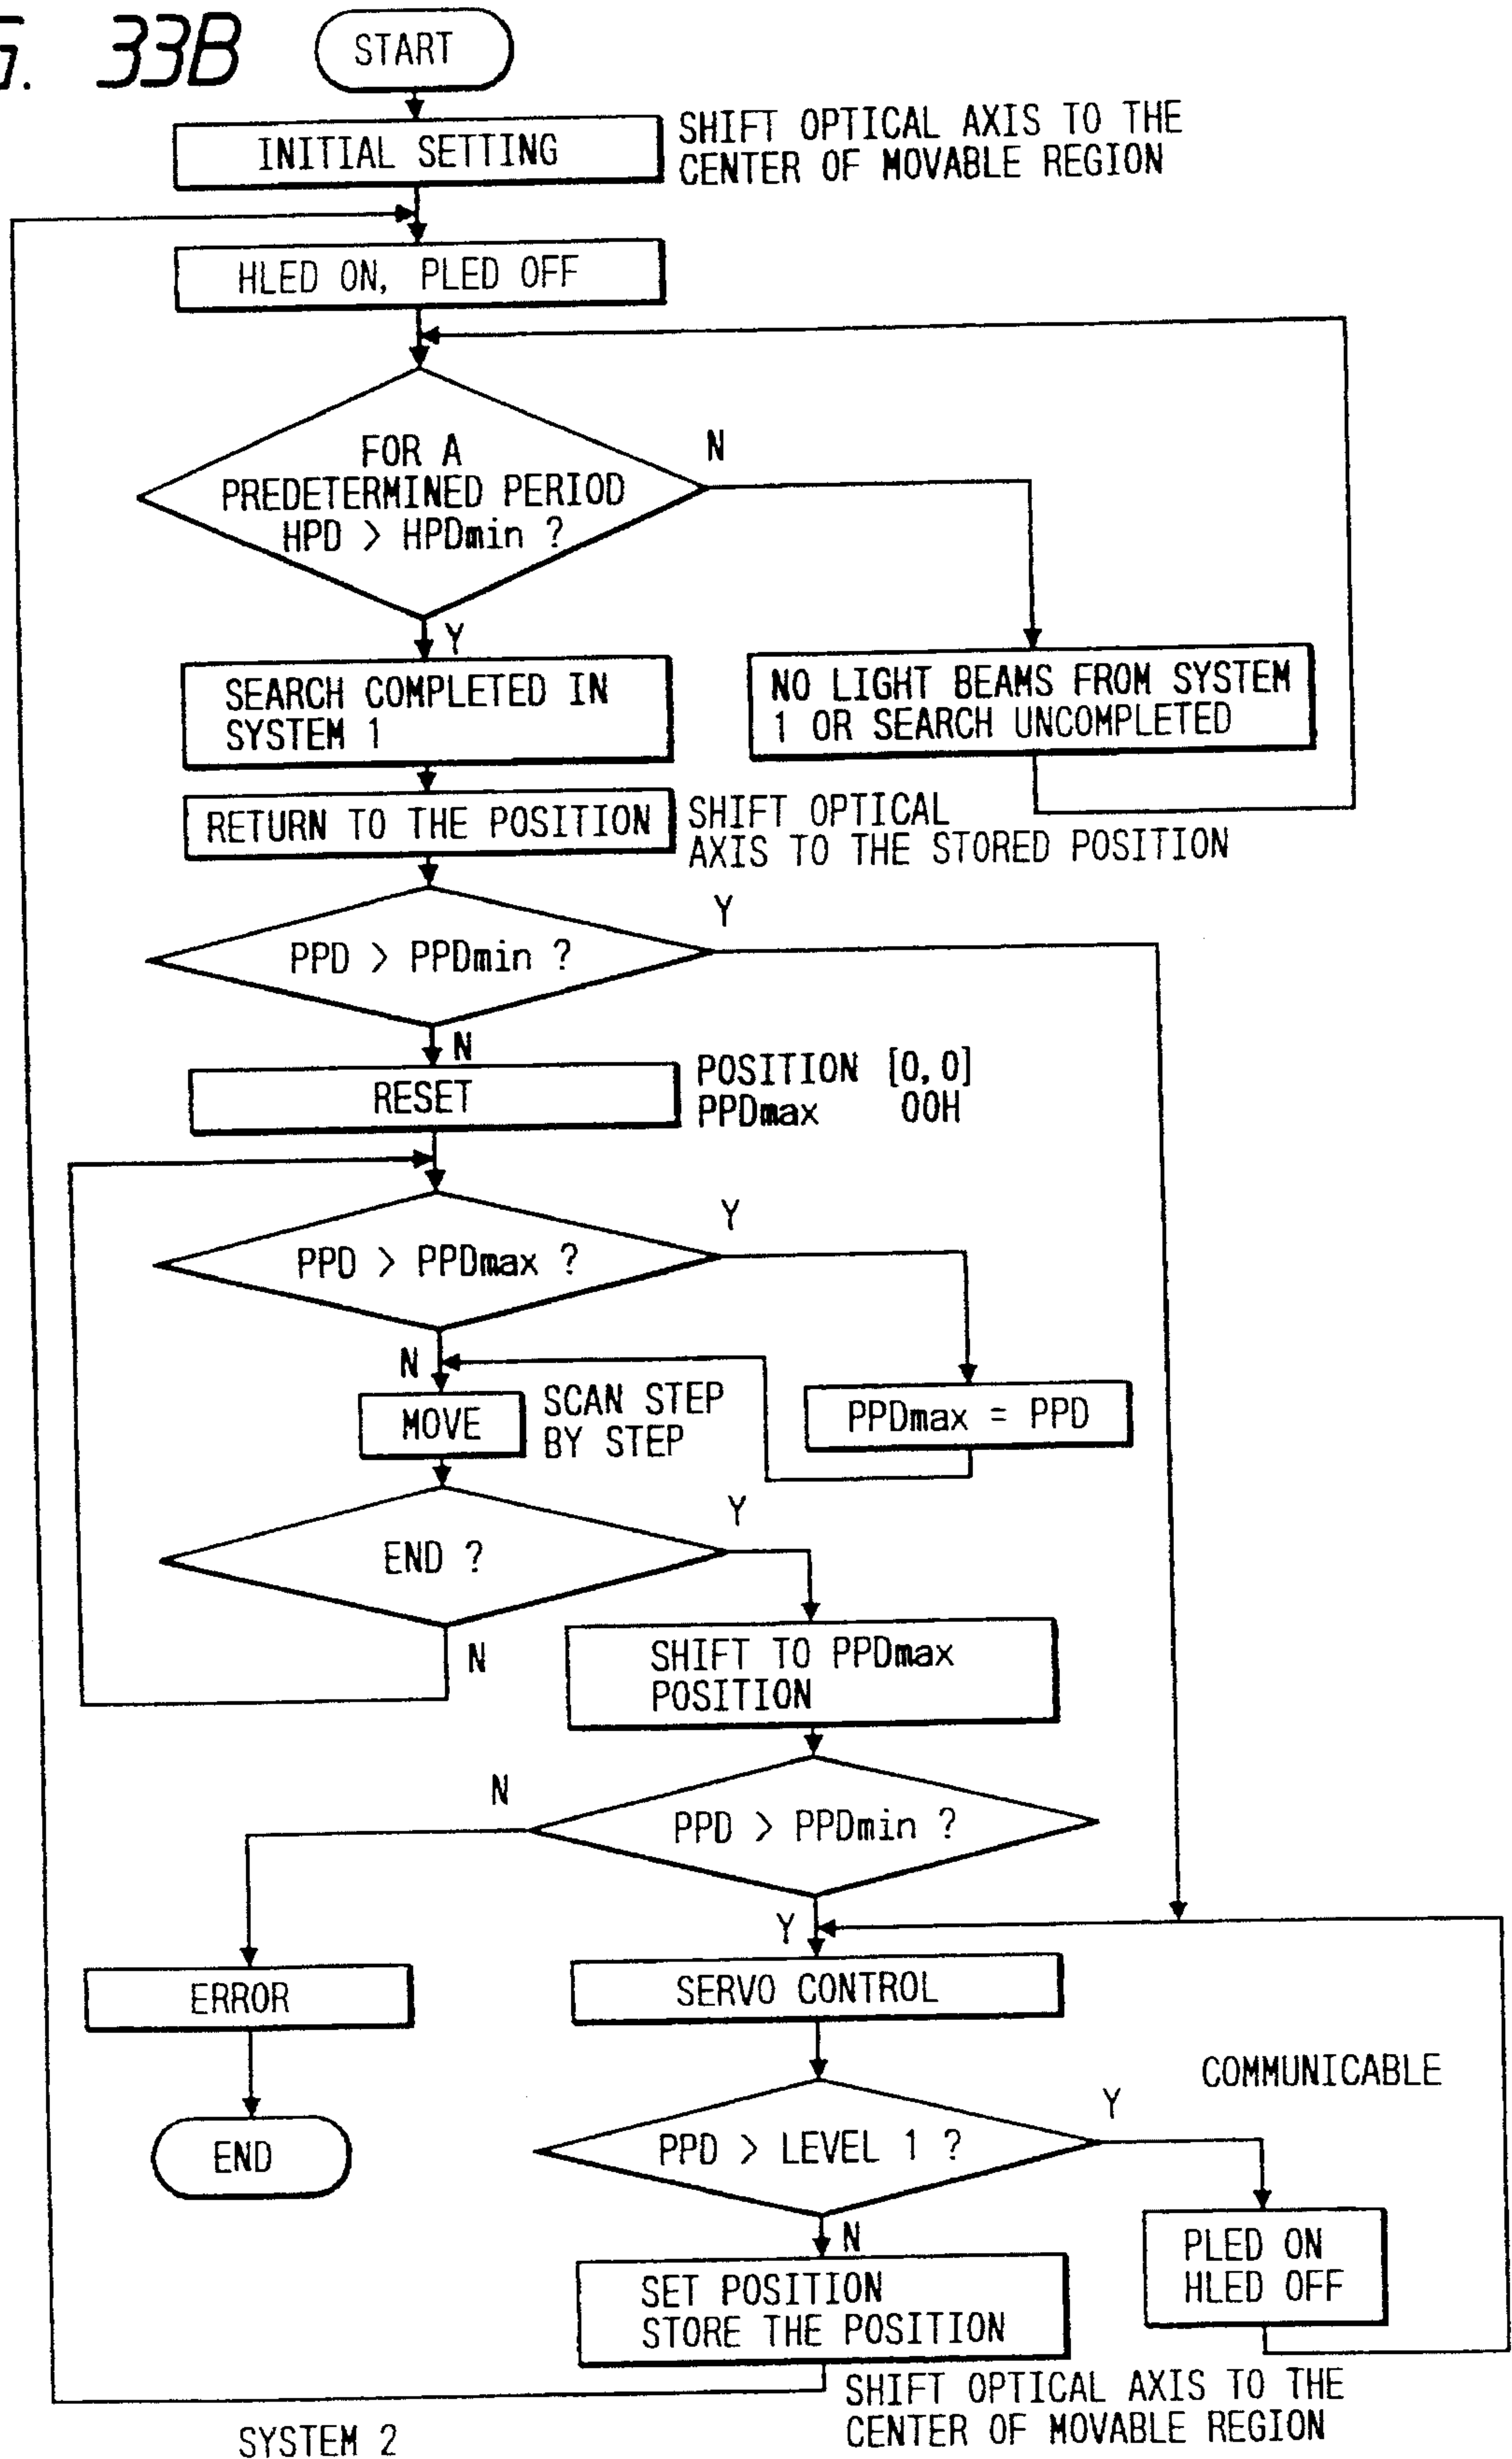 G. 33B
START
INITIAL SETTING
SHIFT OPTICAL AXIS TO THE
CENTER OF MOVABLE REGION
HLED ON, PLED OFF
FOR A
PREDETERMINED PERIOD
HPD > HPDmin ?
N
Y
SEARCH COMPLETED IN
SYSTEM 1
NO LIGHT BEAMS FROM SYSTEM
1 OR SEARCH UNCOMPLETED
RETURN TO THE POSITION
SHIFT OPTICAL
AXIS TO THE STORED POSITION
PPD > PPDmin ?
Y
N
RESET
POSITION [0,0]
PPDmax 00H
PPD > PPDmax ?
Y
N
MOVE
SCAN STEP
BY STEP
PPDmax = PPD
END ?
Y
N
SHIFT TO PPDmax
POSITION
PPD > PPDmin ?
N
Y
ERROR
SERVO CONTROL
END
COMMUNICABLE
PPD > LEVEL 1 ?
Y
N
PLED ON
HLED OFF
SET POSITION
STORE THE POSITION
SHIFT OPTICAL AXIS TO THE
CENTER OF MOVABLE REGION
SYSTEM 2